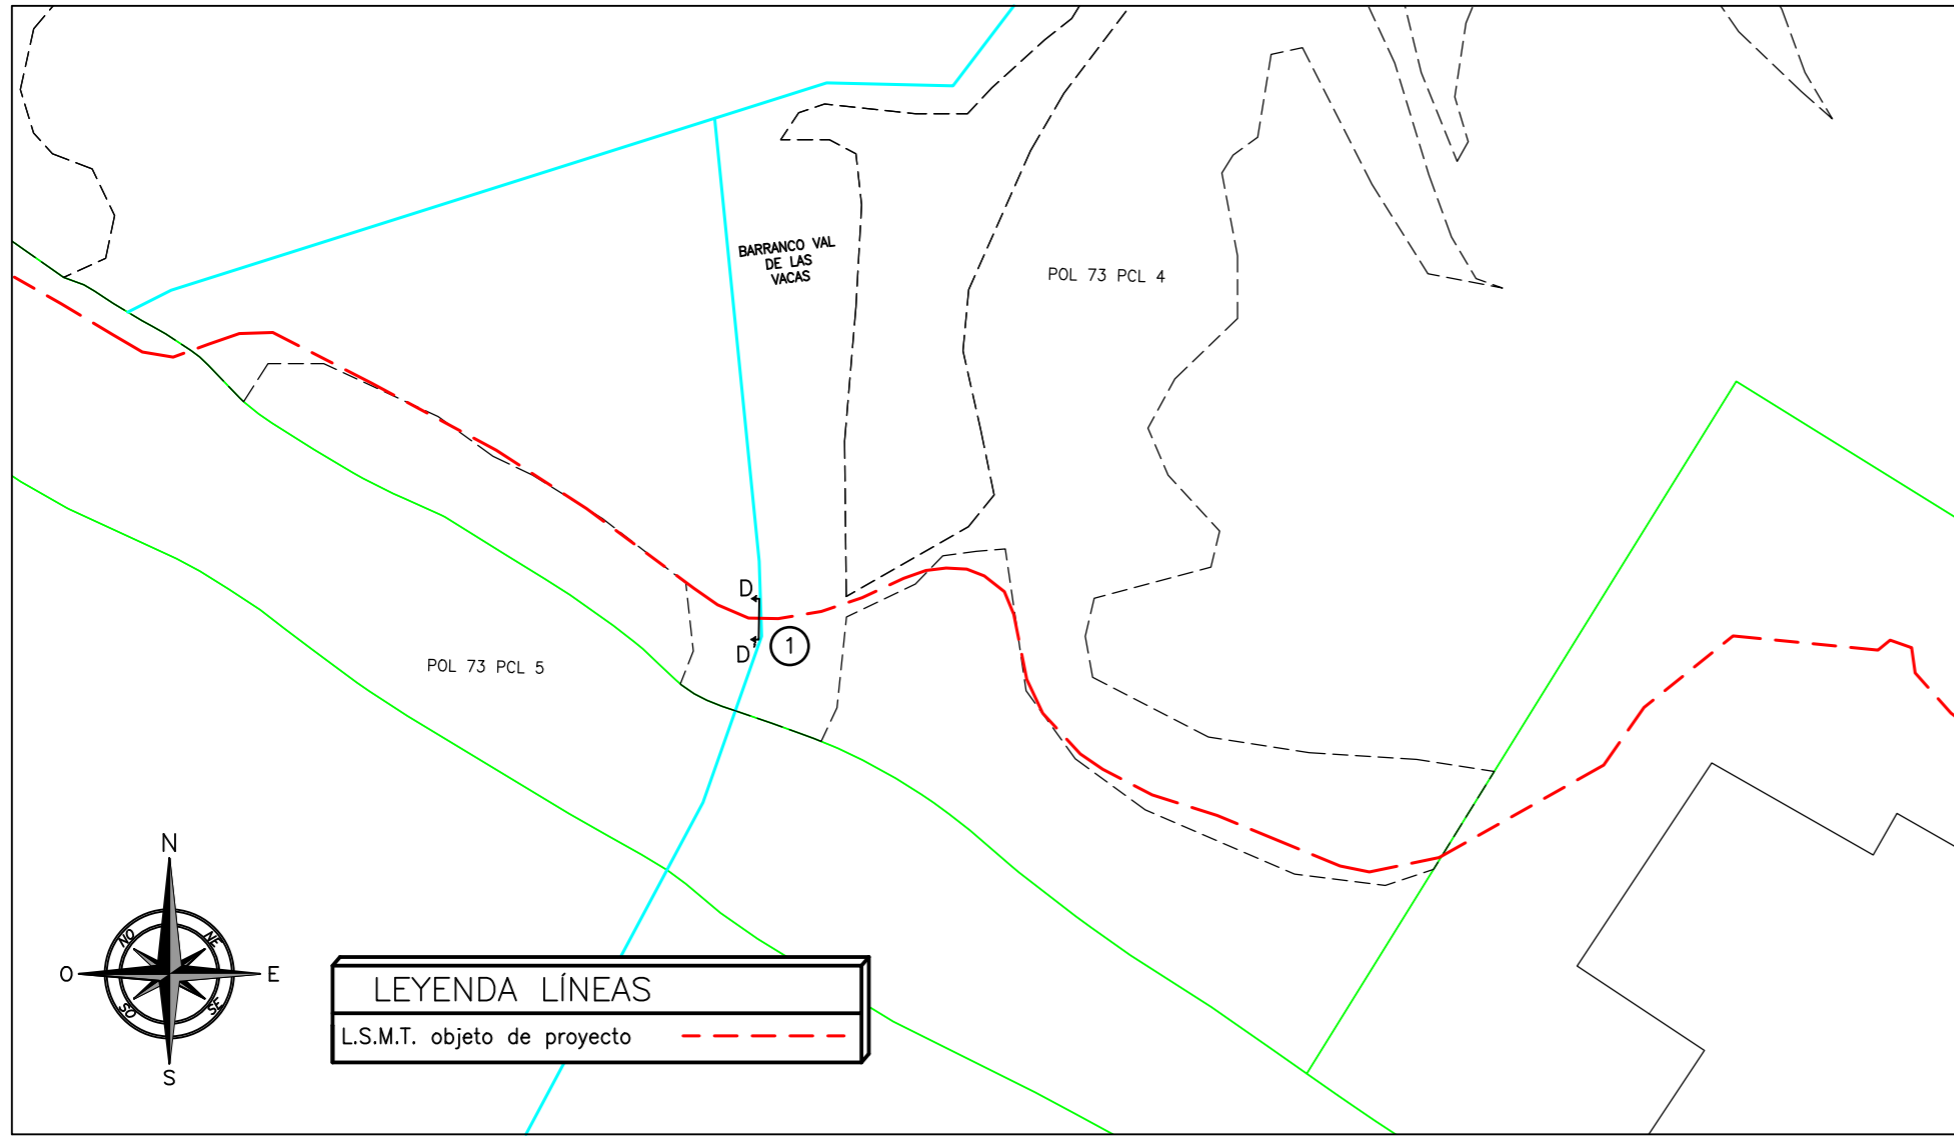 BARRANCO VAL
DE LAS
VACAS
POL 73 PCL 4
D
D'
1
POL 73 PCL 5
N
NO
NE
O
E
SO
SE
S
LEYENDA LÍNEAS
L.S.M.T. objeto de proyecto